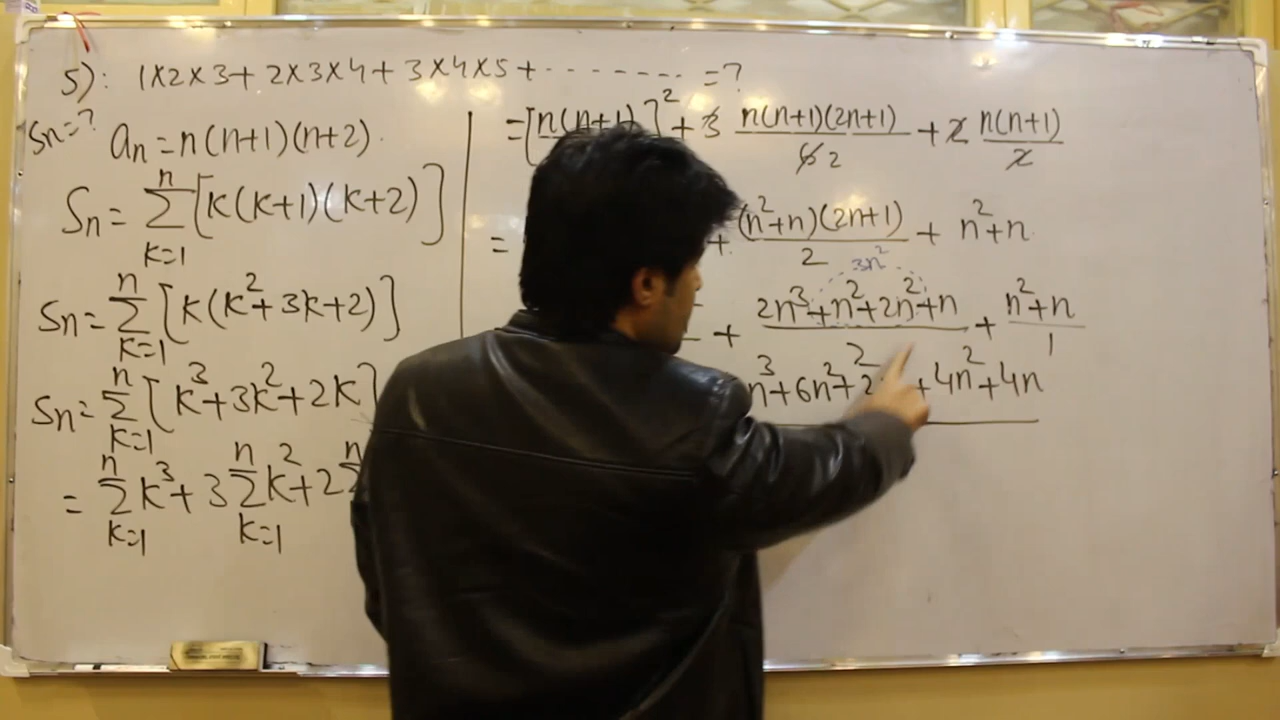 5): 1×2×3+2×3×4+3×4×5+-------=?
Sn=?
an=n(n+1)(n+2).
Sn=∑[k(k+1)(k+2)]
n
k=1
Sn=∑[k(k²+3k+2)]
n
k=1
Sn=∑[k³+3k²+2k]
n
k=1
=∑k³+3∑k²+2∑
n n n
k=1 k=1
=[n(n+1) ]²+3 n(n+1)(2n+1)/6 2 +2 n(n+1)/2
= + (n²+n)(2n+1)/2 + n²+n
3n²
+ 2n³+n²+2n²+n/2 + n²+n/1
n³+6n²+2 +4n²+4n